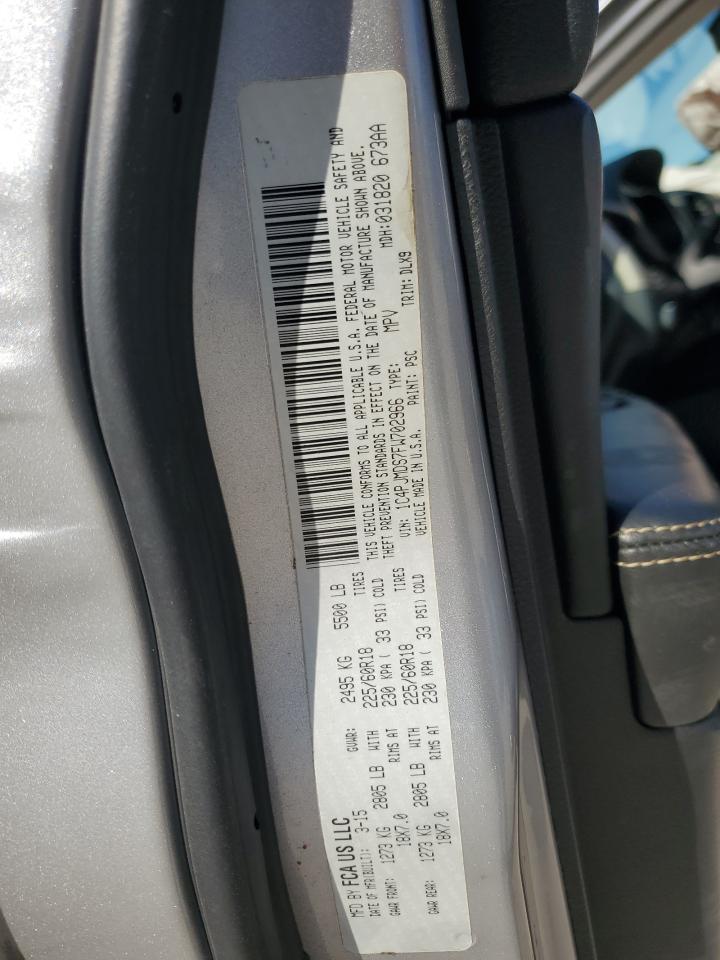 MFD BY FCA US LLC
DATE OF MFR(BUILT): 3-15 GVWR: 2495 KG 5500 LB
GAWR FRONT: 1273 KG 2805 LB WITH 225/60R18 TIRES
18X7.0 RIMS AT 230 KPA ( 33 PSI) COLD
GAWR REAR: 1273 KG 2805 LB WITH 225/60R18 TIRES
18X7.0 RIMS AT 230 KPA ( 33 PSI) COLD
THIS VEHICLE CONFORMS TO ALL APPLICABLE U.S.A. FEDERAL MOTOR VEHICLE SAFETY AND
THEFT PREVENTION STANDARDS IN EFFECT ON THE DATE OF MANUFACTURE SHOWN ABOVE.
VIN: 1C4PJMDS7FW702966 TYPE: MPV MDH:031820 673AA
VEHICLE MADE IN U.S.A. PAINT: PSC TRIM: DLX9